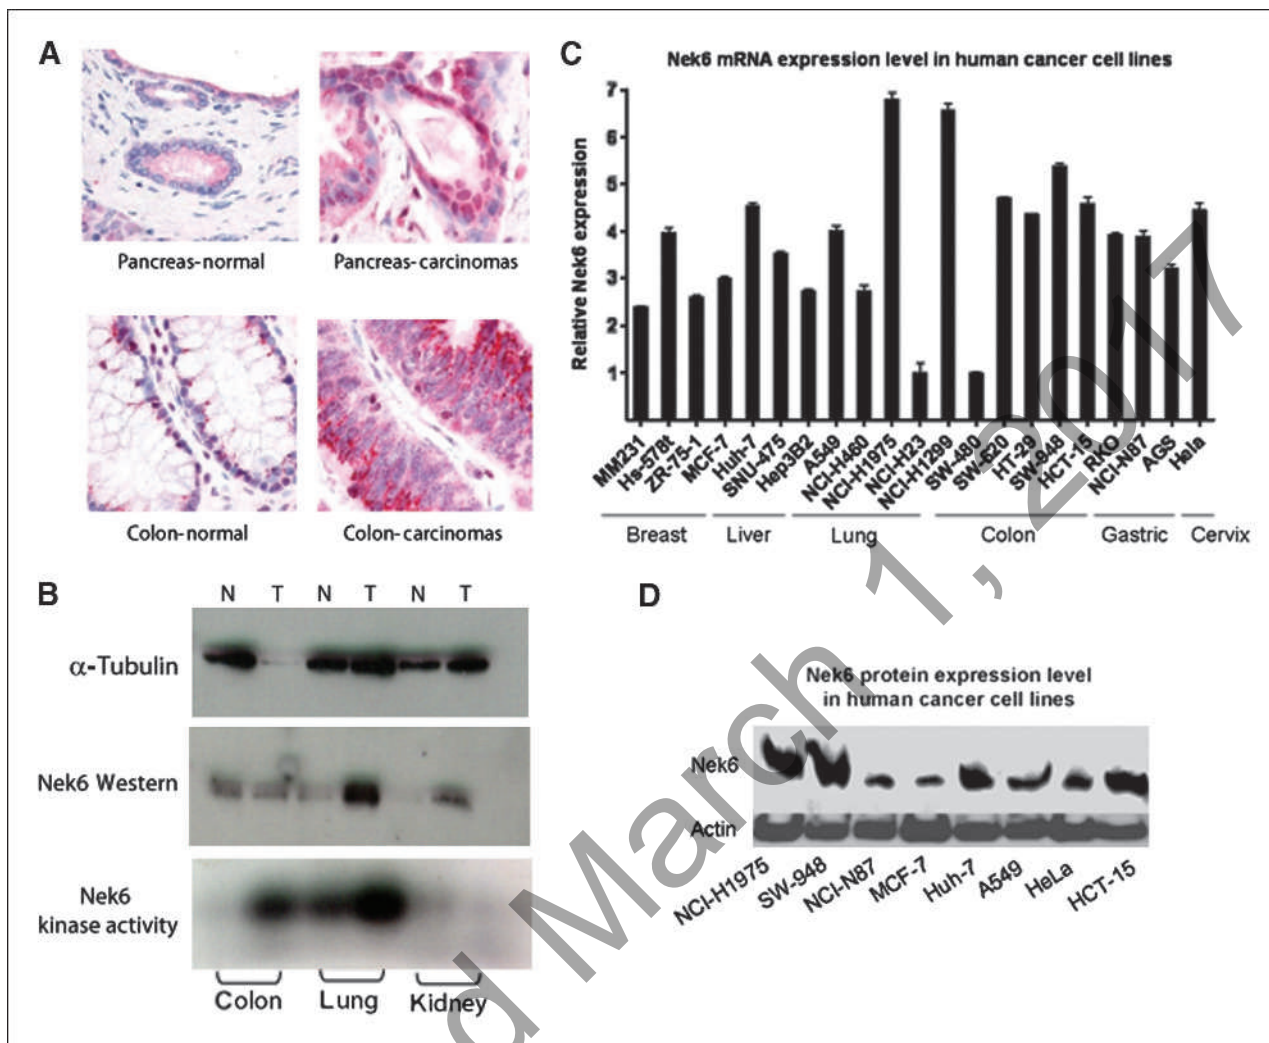 A
Pancreas-normal
Pancreas-carcinomas
Colon-normal
Colon-carcinomas
B
N T N T N T
α-Tubulin
Nek6 Western
Nek6
kinase activity
Colon
Lung
Kidney
C
Nek6 mRNA expression level in human cancer cell lines
Relative Nek6 expression
7
6
5
4
3
2
1
MM231
Hs-578t
ZR-75-1
MCF-7
Huh-7
SNU-475
Hep3B2
A549
NCI-H460
NCI-H1975
NCI-H23
NCI-H1299
SW-480
SW-620
HT-29
SW-948
HCT-15
RKO
NCI-N87
AGS
Hela
Breast
Liver
Lung
Colon
Gastric
Cervix
D
Nek6 protein expression level
in human cancer cell lines
Nek6
Actin
NCI-H1975
SW-948
NCI-N87
MCF-7
Huh-7
A549
HeLa
HCT-15
d March 1, 2017